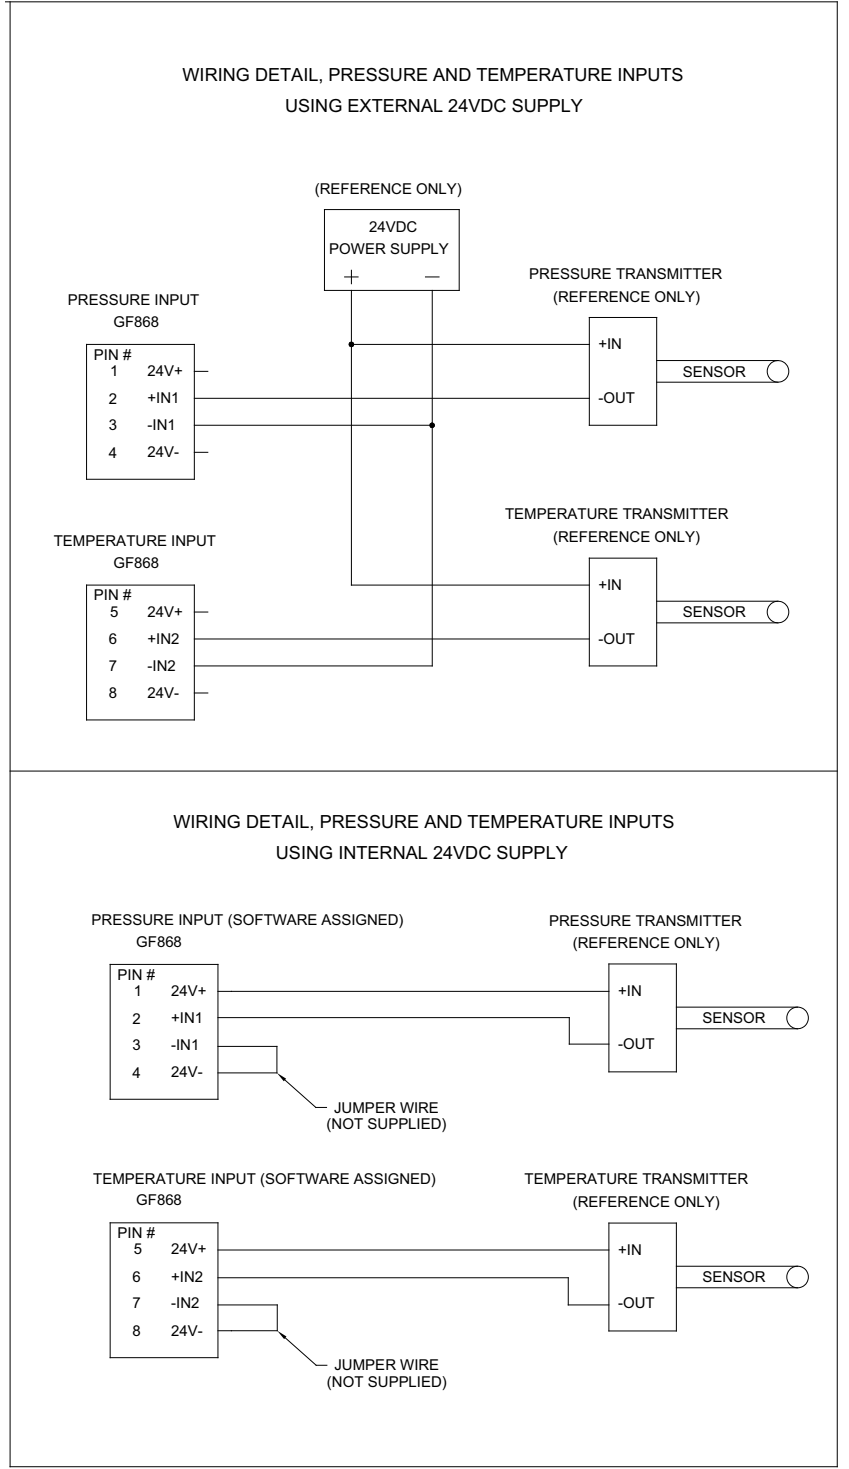 WIRING DETAIL, PRESSURE AND TEMPERATURE INPUTS
USING EXTERNAL 24VDC SUPPLY
(REFERENCE ONLY)
24VDC
POWER SUPPLY
+ —
PRESSURE TRANSMITTER
(REFERENCE ONLY)
+IN
-OUT
SENSOR
PRESSURE INPUT
GF868
PIN #
1 24V+
2 +IN1
3 -IN1
4 24V-
TEMPERATURE TRANSMITTER
(REFERENCE ONLY)
+IN
-OUT
SENSOR
TEMPERATURE INPUT
GF868
PIN #
5 24V+
6 +IN2
7 -IN2
8 24V-
WIRING DETAIL, PRESSURE AND TEMPERATURE INPUTS
USING INTERNAL 24VDC SUPPLY
PRESSURE INPUT (SOFTWARE ASSIGNED)
GF868
PIN #
1 24V+
2 +IN1
3 -IN1
4 24V-
JUMPER WIRE
(NOT SUPPLIED)
PRESSURE TRANSMITTER
(REFERENCE ONLY)
+IN
-OUT
SENSOR
TEMPERATURE INPUT (SOFTWARE ASSIGNED)
GF868
PIN #
5 24V+
6 +IN2
7 -IN2
8 24V-
JUMPER WIRE
(NOT SUPPLIED)
TEMPERATURE TRANSMITTER
(REFERENCE ONLY)
+IN
-OUT
SENSOR